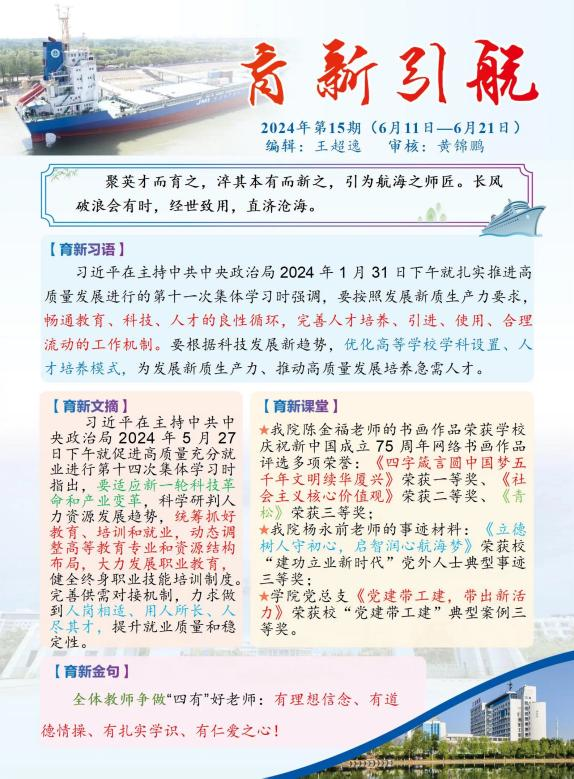 育新引航
2024年第15期（6月11日—6月21日）
编辑：王超逸 审核：黄锦鹏
聚英才而育之，淬其本有而新之，引为航海之师匠。长风
破浪会有时，经世致用，直济沧海。
【育新习语】
习近平在主持中共中央政治局 2024 年 1 月 31 日下午就扎实推进高
质量发展进行的第十一次集体学习时强调，要按照发展新质生产力要求，
畅通教育、科技、人才的良性循环，完善人才培养、引进、使用、合理
流动的工作机制。要根据科技发展新趋势，优化高等学校学科设置、人
才培养模式，为发展新质生产力、推动高质量发展培养急需人才。
【育新文摘】
习近平在主持中共中
央政治局 2024 年 5 月 27
日下午就促进高质量充分就
业进行第十四次集体学习时
指出，要适应新一轮科技革
命和产业变革，科学研判人
力资源发展趋势，统筹抓好
教育、培训和就业，动态调
整高等教育专业和资源结构
布局，大力发展职业教育，
健全终身职业技能培训制度。
完善供需对接机制，力求做
到人岗相适、用人所长、人
尽其才，提升就业质量和稳
定性。
【育新课堂】
★我院陈金福老师的书画作品荣获学校
庆祝新中国成立 75 周年网络书画作品
评选多项荣誉：《四字箴言圆中国梦五
千年文明续华厦兴》荣获一等奖、《社
会主义核心价值观》荣获二等奖、《青
松》荣获三等奖；
★我院杨永前老师的事迹材料：《立德
树人守初心，启智润心航海梦》荣获校
“建功立业新时代”党外人士典型事迹
三等奖；
★学院党总支《党建带工建，带出新活
力》荣获校“党建带工建”典型案例三
等奖。
【育新金句】
全体教师争做“四有”好老师：有理想信念、有道
德情操、有扎实学识、有仁爱之心！